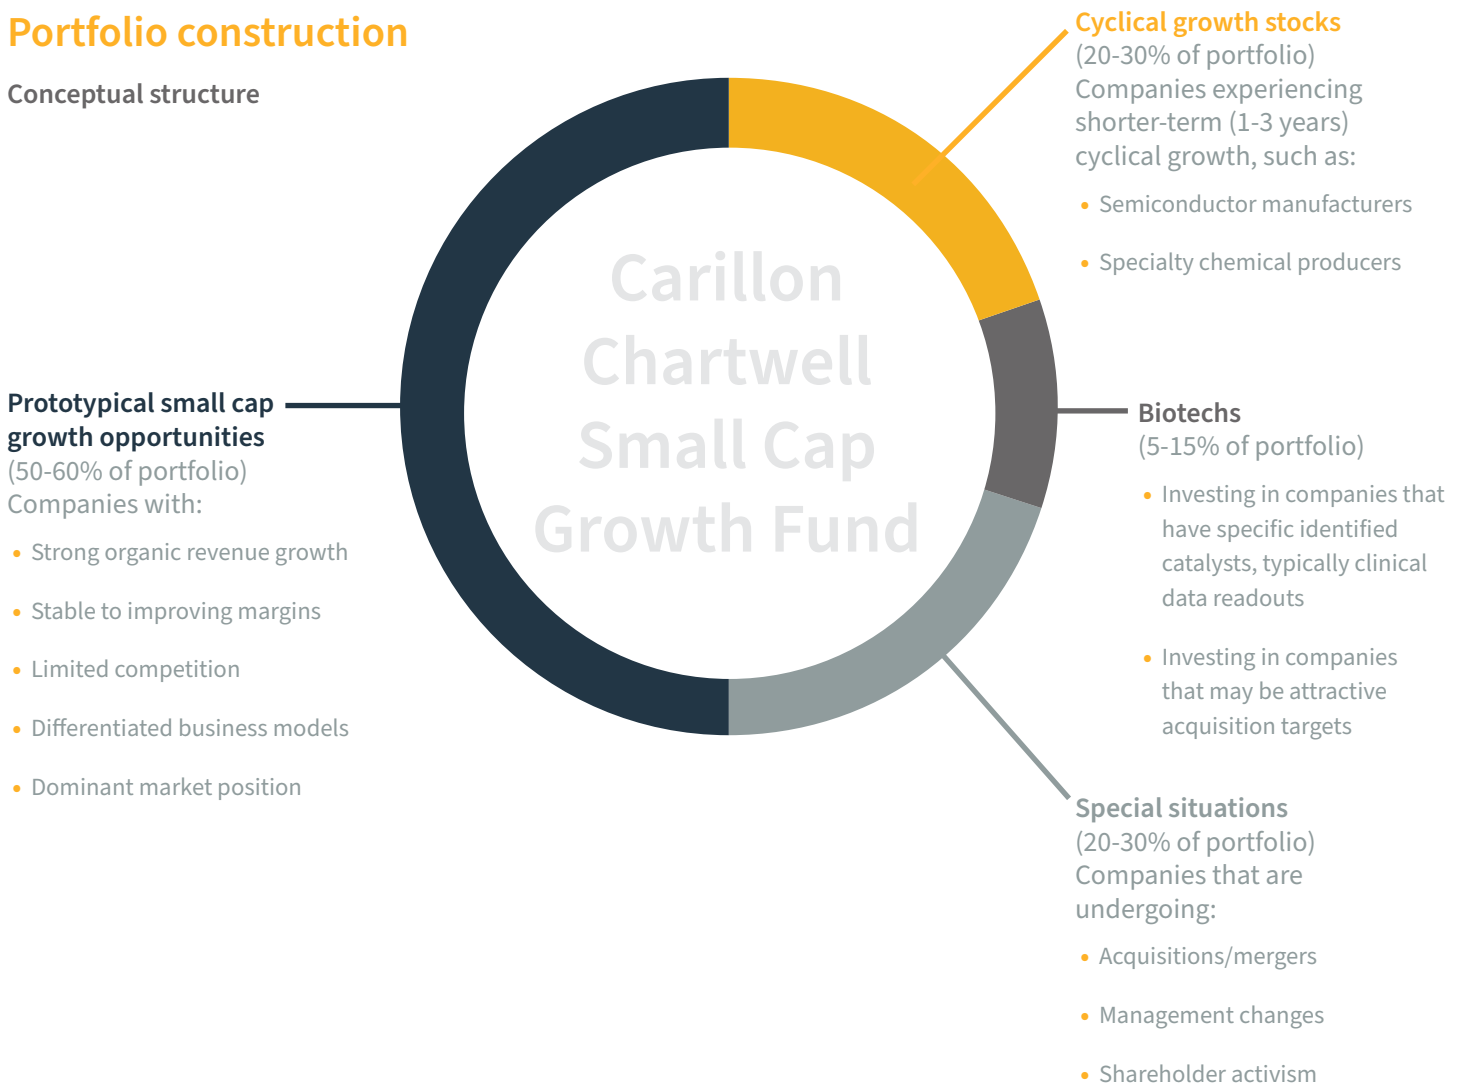 Portfolio construction
Conceptual structure
Carillon
Chartwell
Small Cap
Growth Fund
Cyclical growth stocks
(20-30% of portfolio)
Companies experiencing
shorter-term (1-3 years)
cyclical growth, such as:
• Semiconductor manufacturers
• Specialty chemical producers
Prototypical small cap
growth opportunities
(50-60% of portfolio)
Companies with:
• Strong organic revenue growth
• Stable to improving margins
• Limited competition
• Differentiated business models
• Dominant market position
Biotechs
(5-15% of portfolio)
• Investing in companies that
have specific identified
catalysts, typically clinical
data readouts
• Investing in companies
that may be attractive
acquisition targets
Special situations
(20-30% of portfolio)
Companies that are
undergoing:
• Acquisitions/mergers
• Management changes
• Shareholder activism